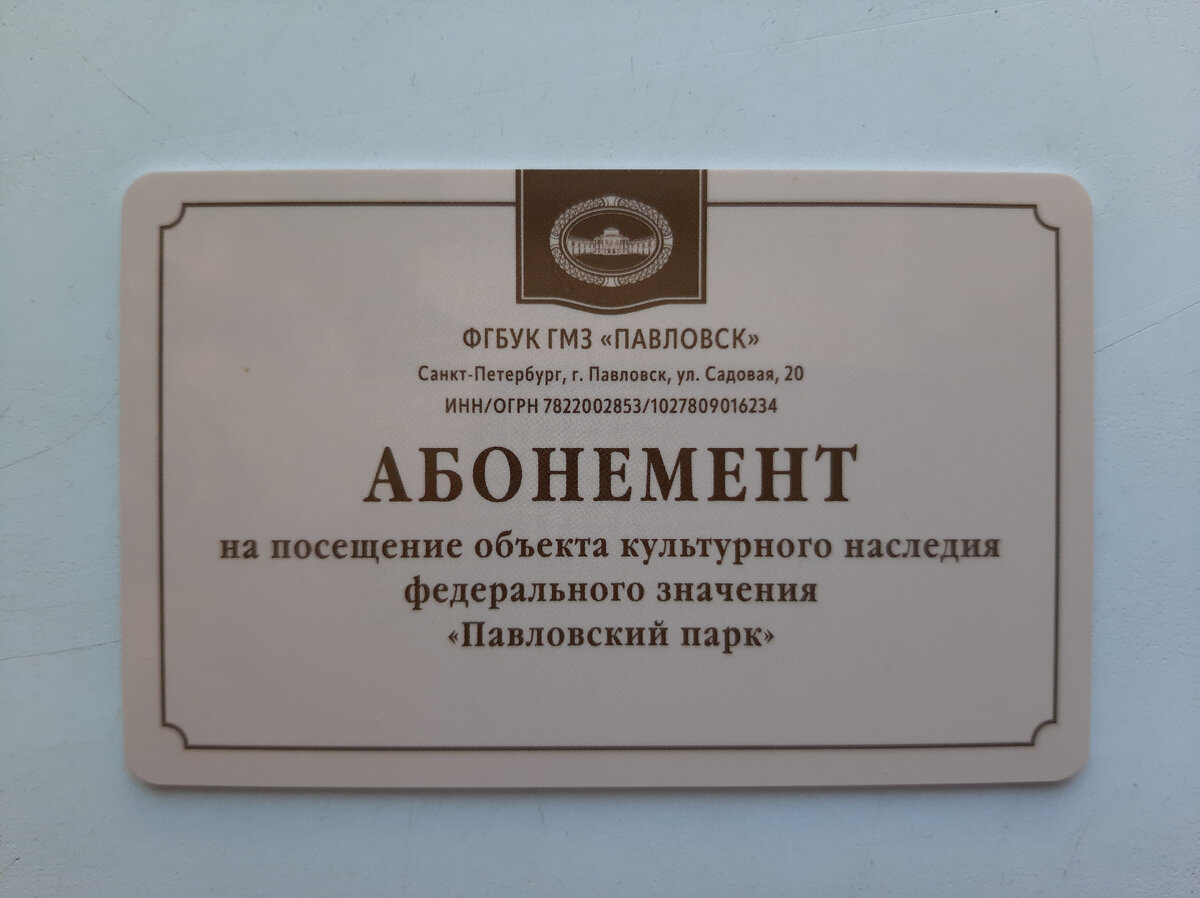 ФГБУК ГМЗ «ПАВЛОВСК»
Санкт-Петербург, г. Павловск, ул. Садовая, 20
ИНН/ОГРН 7822002853/1027809016234
АБОНЕМЕНТ
на посещение объекта культурного наследия
федерального значения
«Павловский парк»